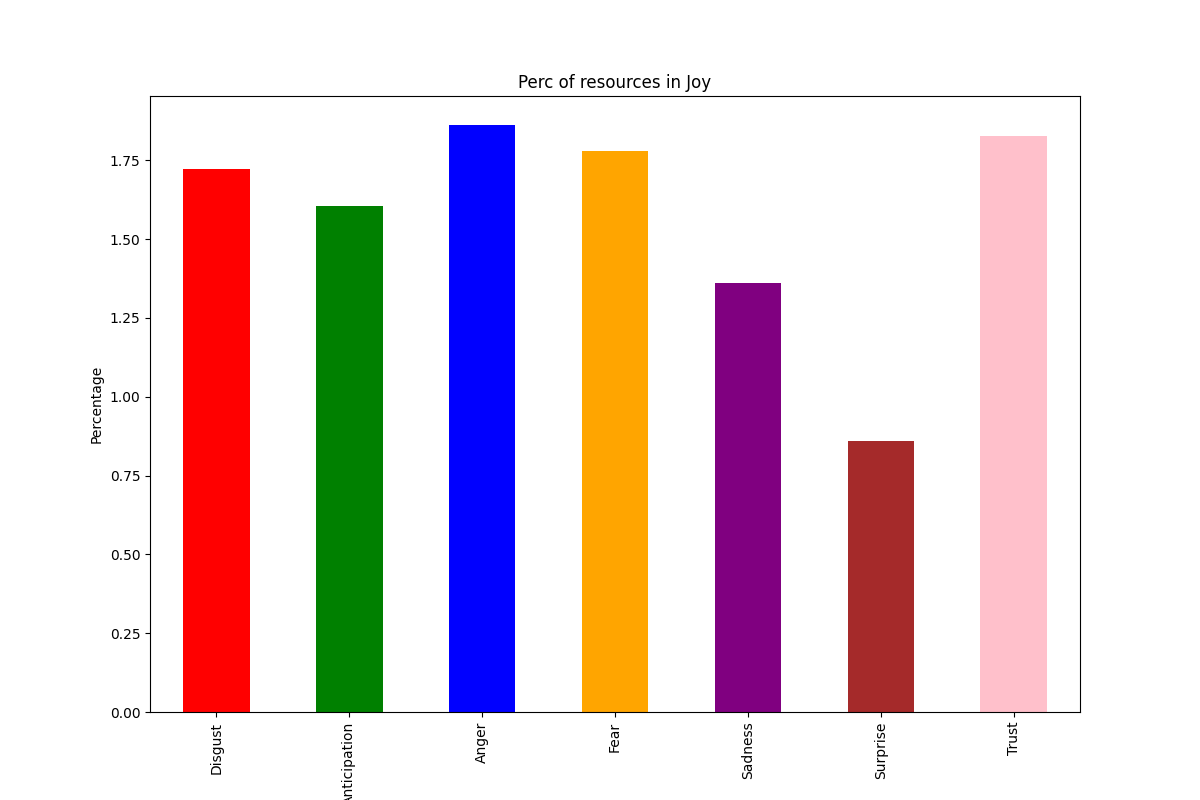 Perc of resources in Joy
Percentage
1.75
1.50
1.25
1.00
0.75
0.50
0.25
0.00
Disgust
nticipation
Anger
Fear
Sadness
Surprise
Trust